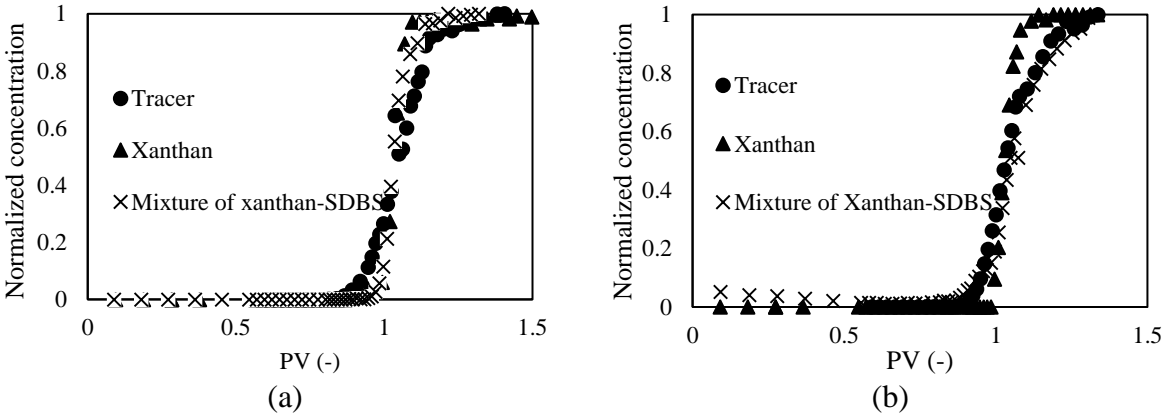 Normalized concentration
1
0.8
0.6
0.4
0.2
0
Tracer
Xanthan
Mixture of xanthan-SDBS
0
0.5
1
1.5
PV (-)
(a)
Normalized concentration
1
0.8
0.6
0.4
0.2
0
Tracer
Xanthan
Mixture of Xanthan-SDBS
0
0.5
1
1.5
PV (-)
(b)